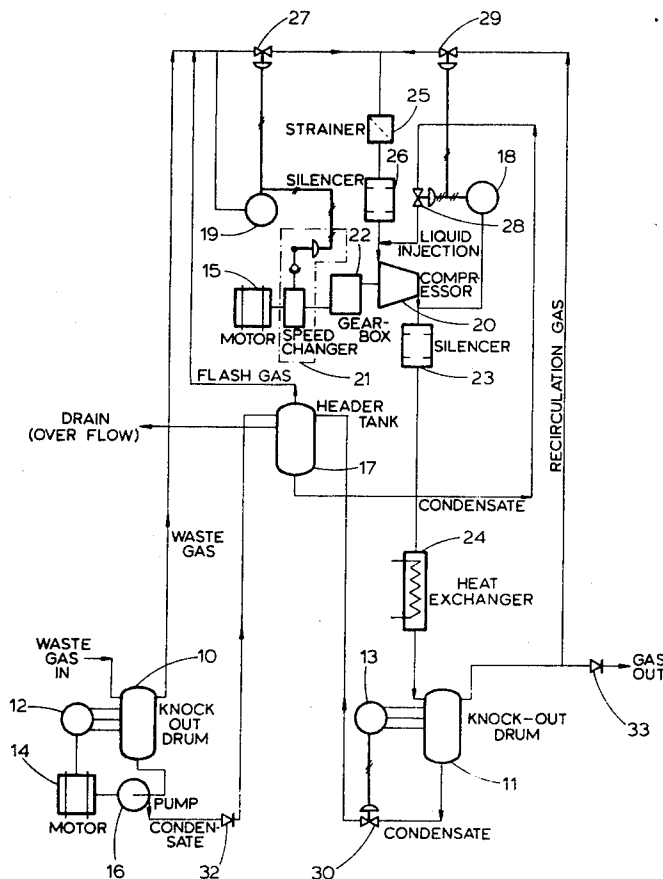 27
29
25
STRAINER
26
SILENCER
18
19
28
22
LIQUID
INJECTION
15
COMPR-
ESSOR
MOTOR
SPEED
CHANGER
GEAR-
BOX
20
SILENCER
21
23
FLASH GAS
HEADER
TANK
DRAIN
(OVER FLOW)
17
RECIRCULATION GAS
CONDENSATE
WASTE
GAS
24
HEAT
EXCHANGER
WASTE
GAS IN
10
13
GAS
OUT
12
KNOCK
OUT
DRUM
KNOCK-OUT
DRUM
33
14
11
PUMP
MOTOR
16
CONDEN-
SATE
32
30
CONDENSATE